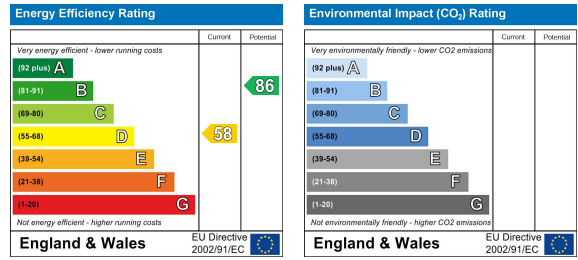 Energy Efficiency Rating
Current Potential
Very energy efficient - lower running costs
(92 plus) A
(81-91) B
(69-80) C
(55-68) D
(39-54) E
(21-38) F
(1-20) G
58
86
Not energy efficient - higher running costs
England & Wales
EU Directive
2002/91/EC
Environmental Impact (CO₂) Rating
Current Potential
Very environmentally friendly - lower CO2 emissions
(92 plus) A
(81-91) B
(69-80) C
(55-68) D
(39-54) E
(21-38) F
(1-20) G
Not environmentally friendly - higher CO2 emissions
England & Wales
EU Directive
2002/91/EC